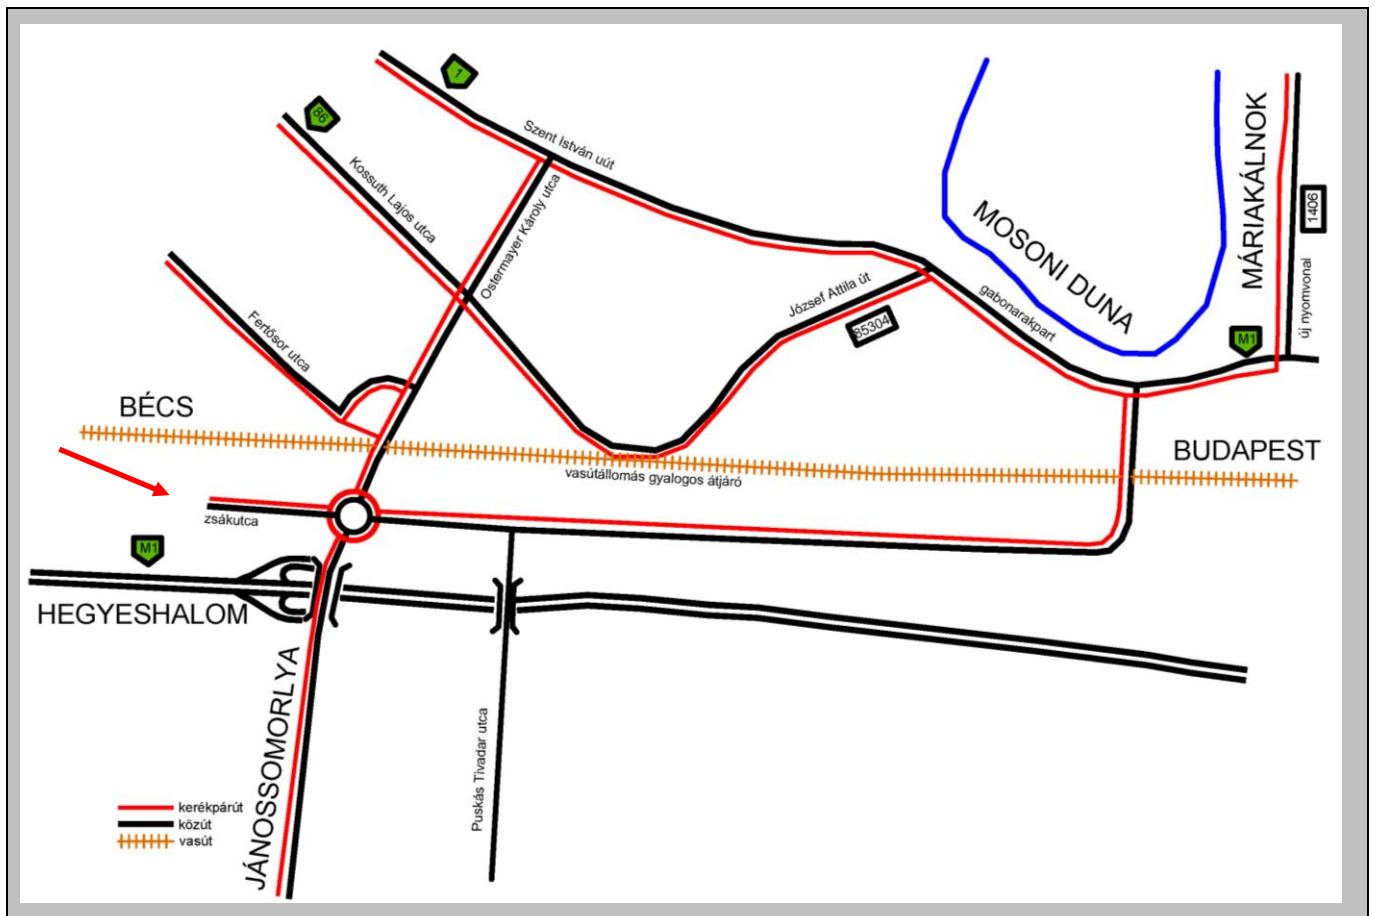 1
86
Szent István uút
Kossuth Lajos utca
Ostermayer Károly utca
MOSONI DUNA
MÁRIAKÁLNOK
1406
új nyomvonal
József Attila út
85304
gabonarakpart
M1
Fertősor utca
BÉCS
BUDAPEST
vasútállomás gyalogos átjáró
zsákutca
M1
HEGYESHALOM
JÁNOSSOMORLYA
Puskás Tivadar utca
kerékpárút
közút
vasút